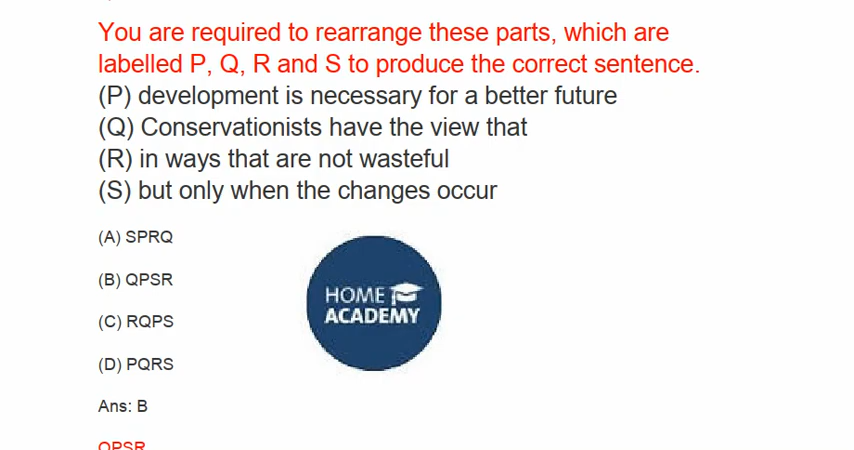 You are required to rearrange these parts, which are
labelled P, Q, R and S to produce the correct sentence.
(P) development is necessary for a better future
(Q) Conservationists have the view that
(R) in ways that are not wasteful
(S) but only when the changes occur
(A) SPRQ
(B) QPSR
HOME
ACADEMY
(C) RQPS
(D) PQRS
Ans: B
QPSR